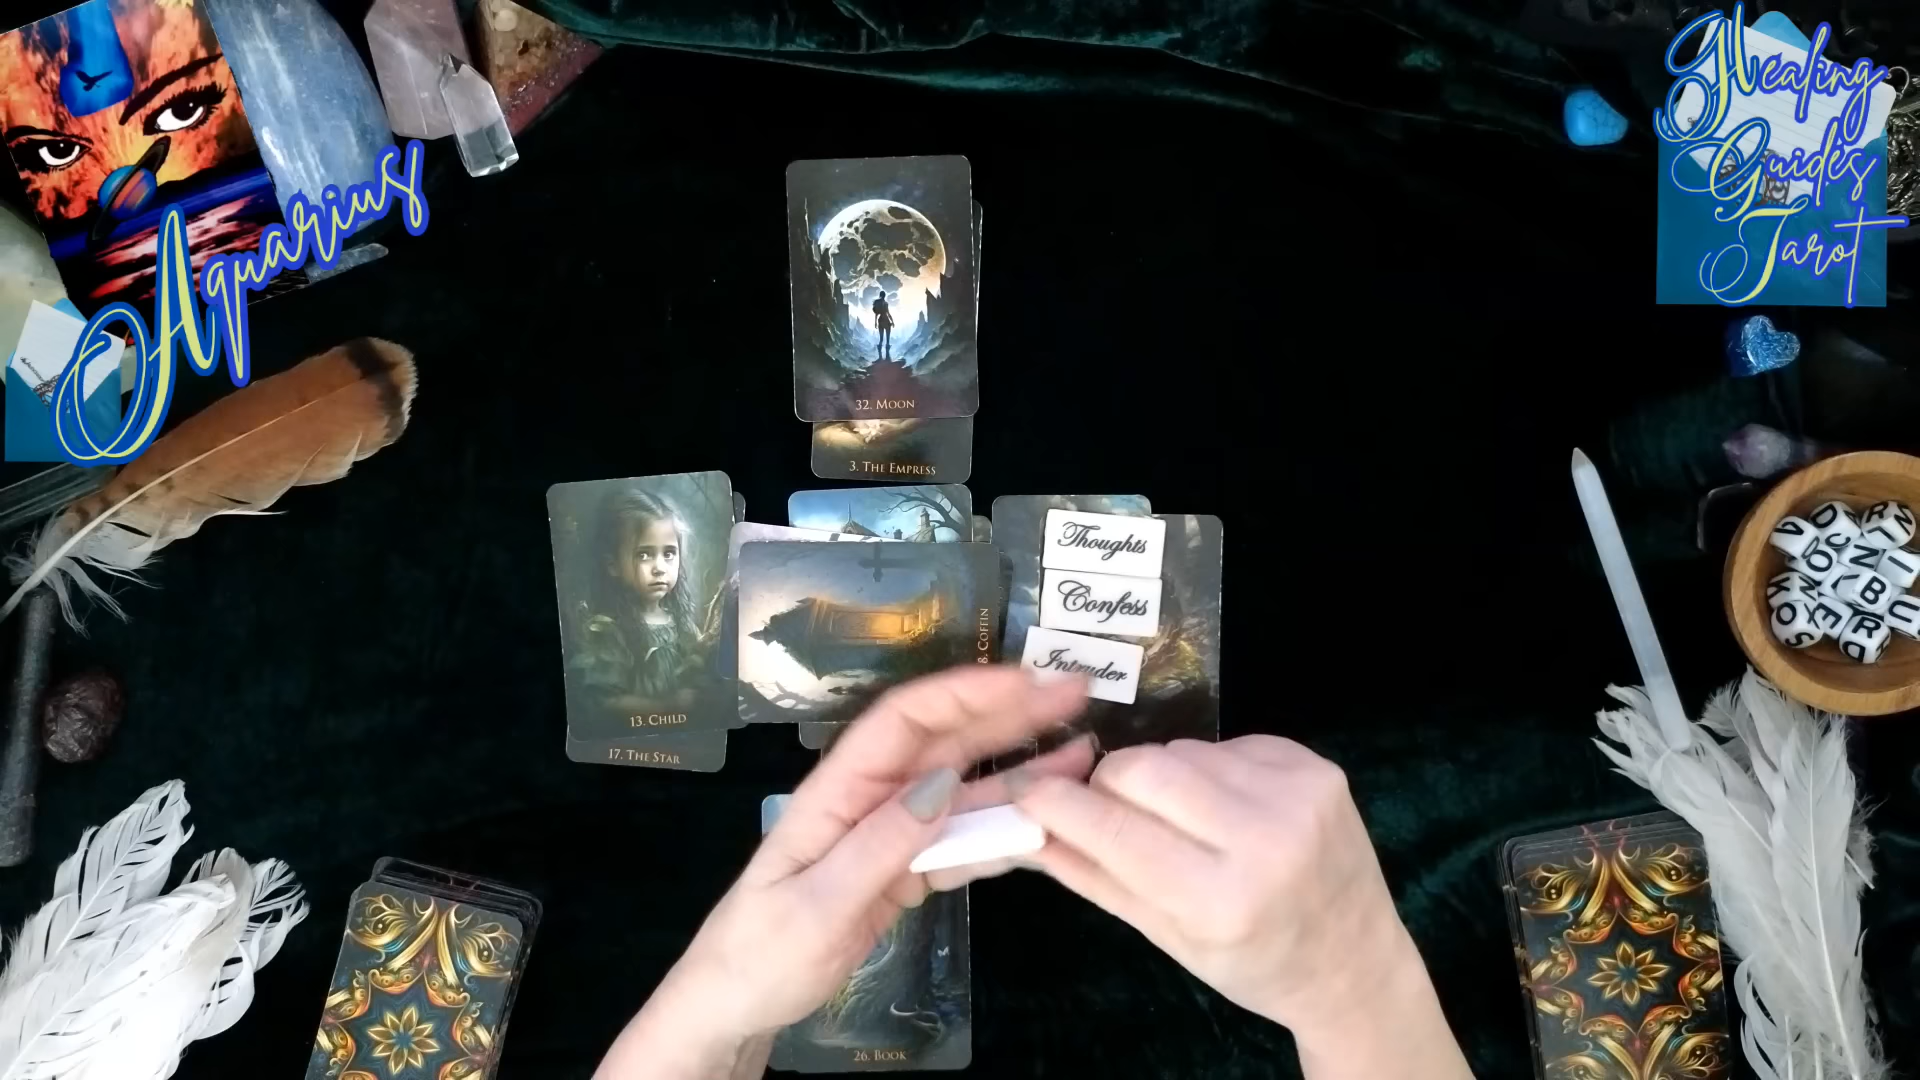 Aquarius
Healing
Guides
Tarot
32. Moon
3. The Empress
13. Child
17. The Star
8. Coffin
Thoughts
Confess
Intruder
26. Book
D
R
N
O
Z
I
B
U
K
E
R
O
S